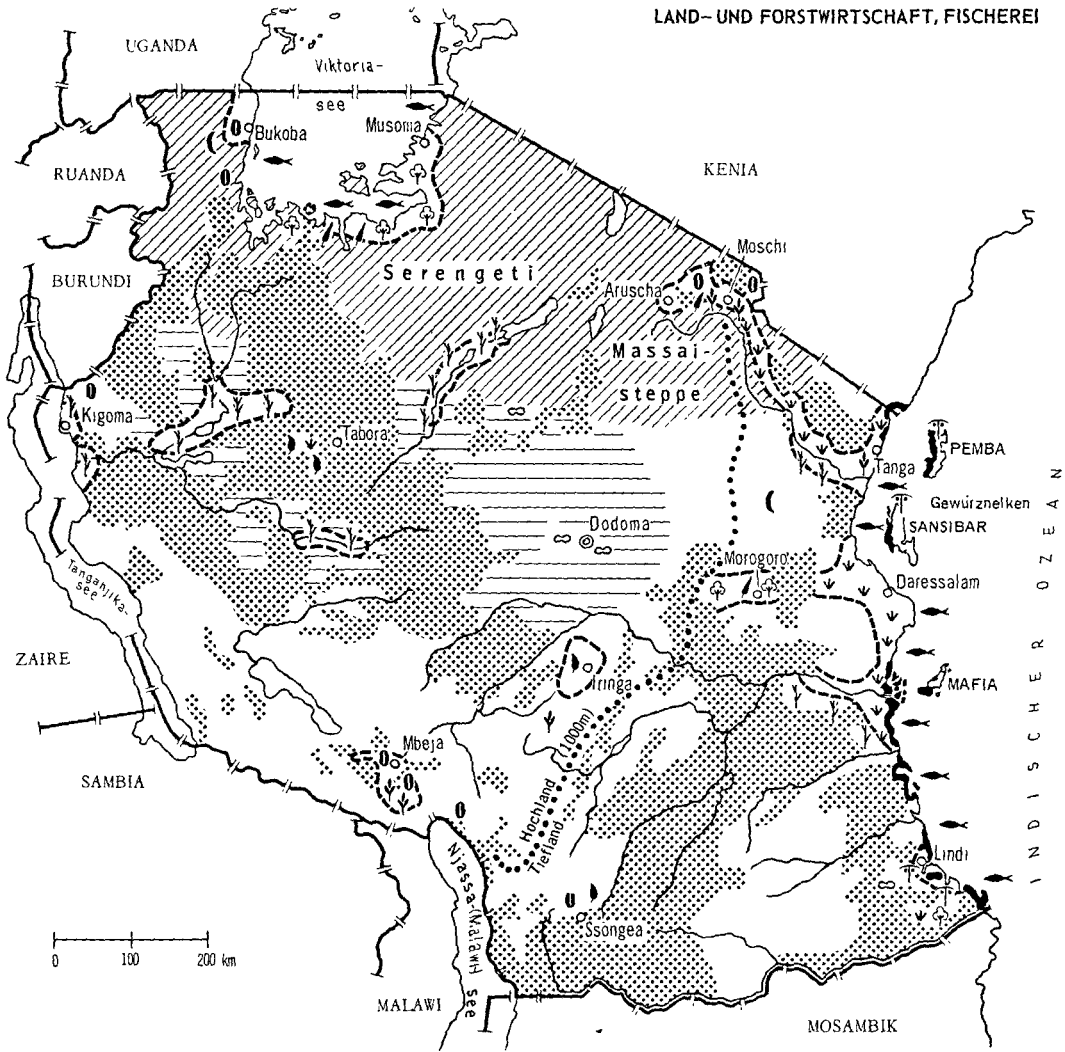 LAND- UND FORSTWIRTSCHAFT, FISCHEREI
UGANDA
Viktoria-
see
Bukoba
Musoma
RUANDA
KENIA
BURUNDI
Serengeti
Moschi
Aruscha
Massai-
steppe
Kigoma
Tabora
Tanga
PEMBA
Gewürznelken
SANSIBAR
Dodoma
Morogoro
Daressalam
Tanganjika-
see
ZAIRE
Iringa
MAFIA
INDISCHER OZEAN
SAMBIA
Mbeja
Hochland (1000m)
Tiefland
Lindi
Njassa-(Malawi) see
Ssongea
0 100 200 km
MALAWI
MOSAMBIK